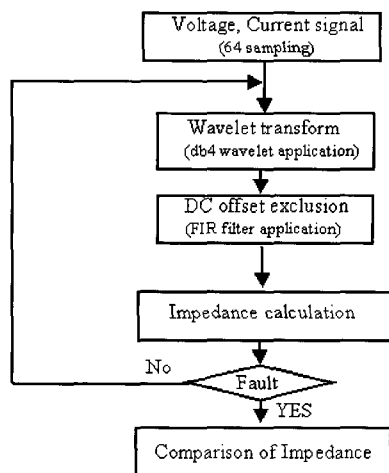 Voltage, Current signal
(64 sampling)
Wavelet transform
(db4 wavelet application)
DC offset exclusion
(FIR filter application)
Impedance calculation
No
Fault
YES
Comparison of Impedance